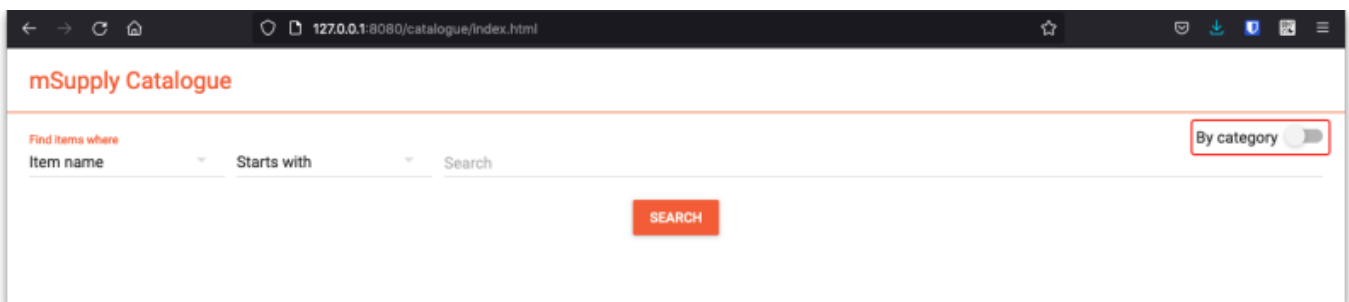 127.0.0.1:8080/catalogue/index.html
mSupply Catalogue
By category
Find items where
Item name Starts with Search
SEARCH